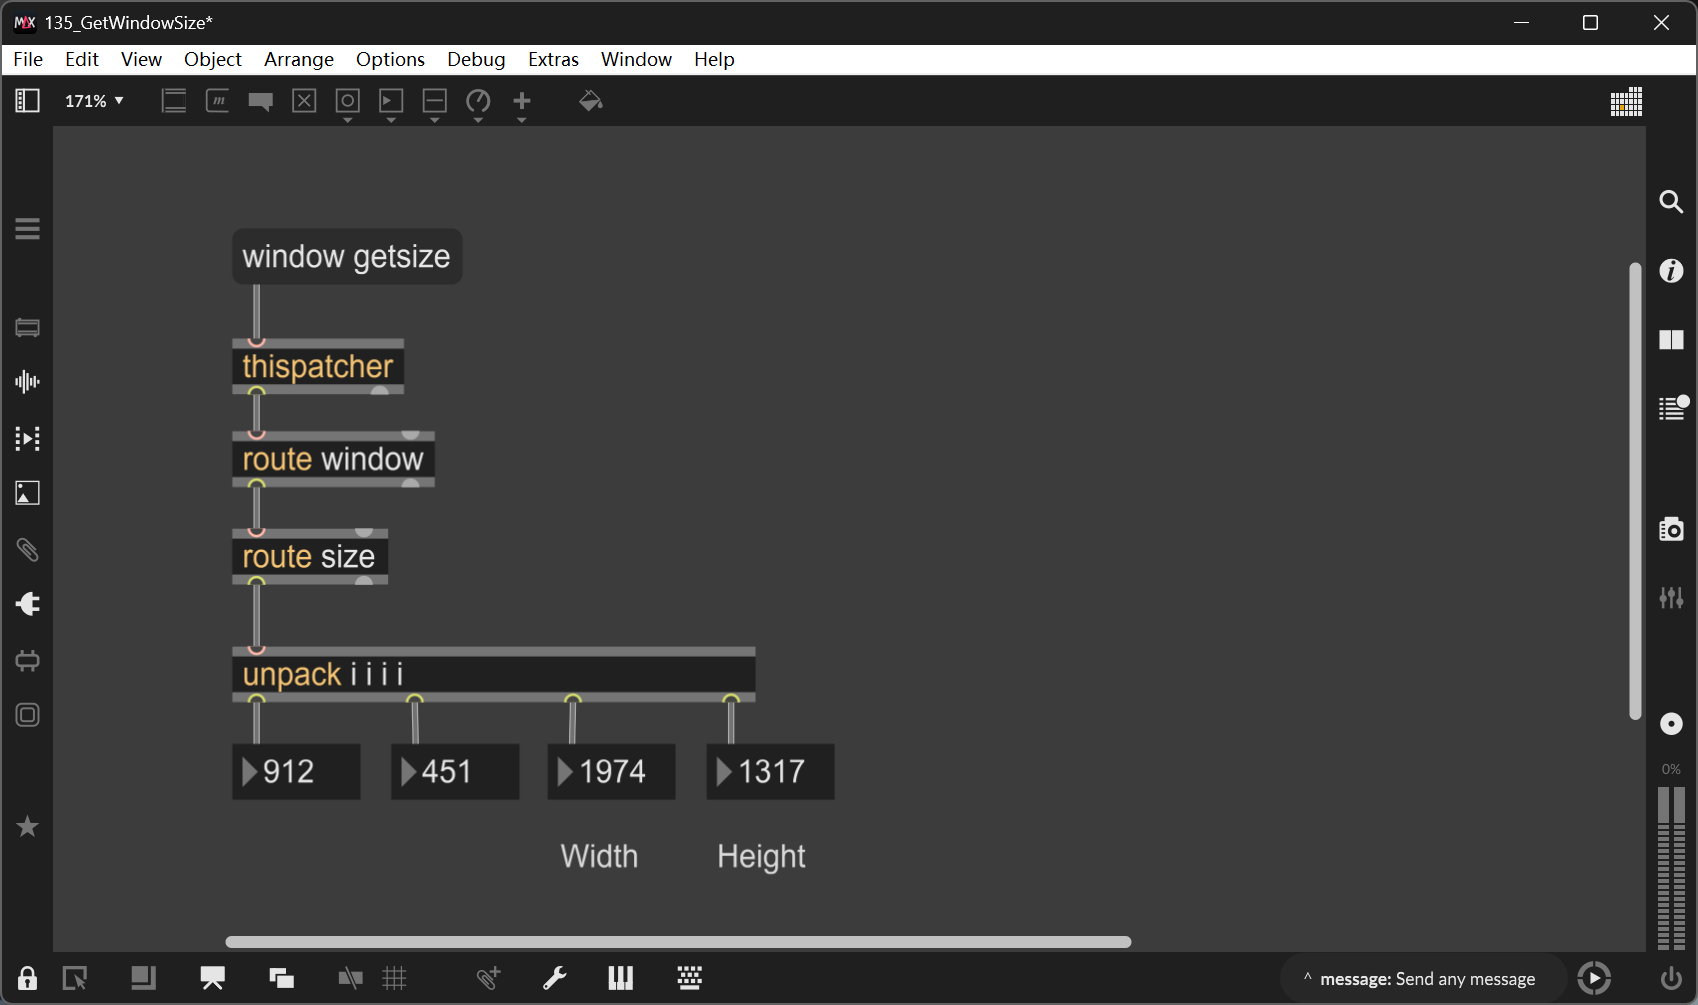 MAX 135_GetWindowSize*
File Edit View Object Arrange Options Debug Extras Window Help
171%
m
window getsize
thispatcher
route window
route size
unpack i i i i
912 451 1974 1317
Width Height
0%
^ message: Send any message